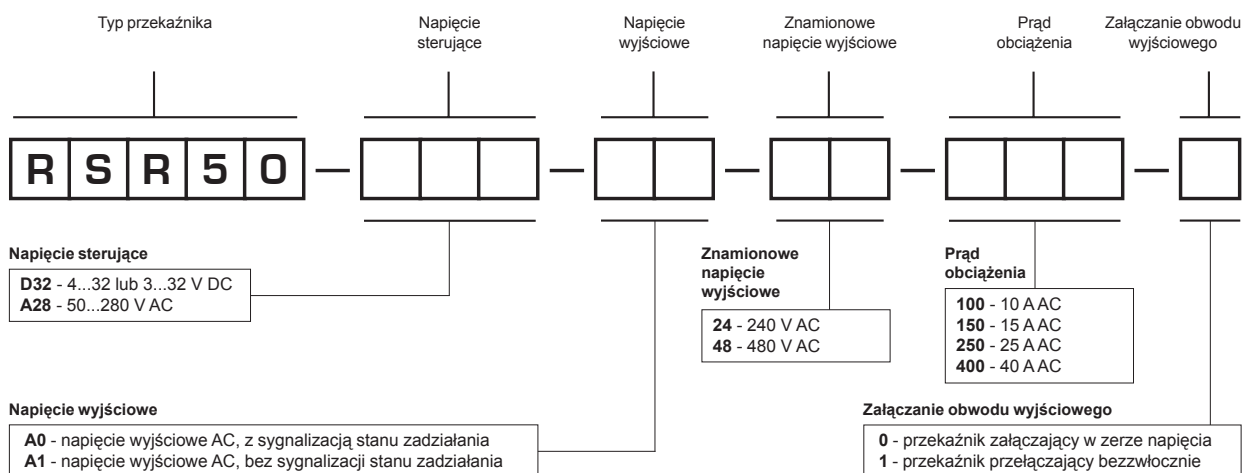 Typ przekaźnika
Napięcie
sterujące
Napięcie
wyjściowe
Znamionowe
napięcie wyjściowe
Prąd
obciążenia
Załączanie obwodu
wyjściowego
RSR50 — — — — —
Napięcie sterujące
D32 - 4...32 lub 3...32 V DC
A28 - 50...280 V AC
Znamionowe
napięcie
wyjściowe
24 - 240 V AC
48 - 480 V AC
Prąd
obciążenia
100 - 10 A AC
150 - 15 A AC
250 - 25 A AC
400 - 40 A AC
Napięcie wyjściowe
A0 - napięcie wyjściowe AC, z sygnalizacją stanu zadziałania
A1 - napięcie wyjściowe AC, bez sygnalizacji stanu zadziałania
Załączanie obwodu wyjściowego
0 - przekaźnik załączający w zerze napięcia
1 - przekaźnik przełączający bezzwłocznie